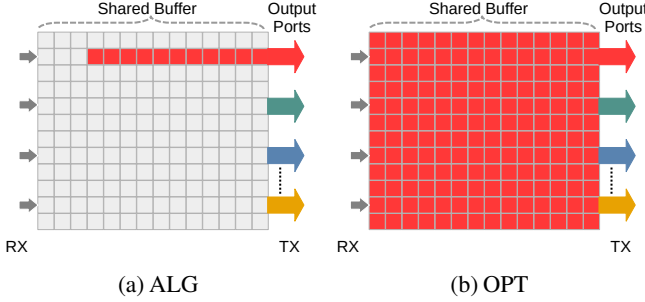 Shared Buffer
Output
Ports
RX
TX
(a) ALG
Shared Buffer
Output
Ports
RX
TX
(b) OPT